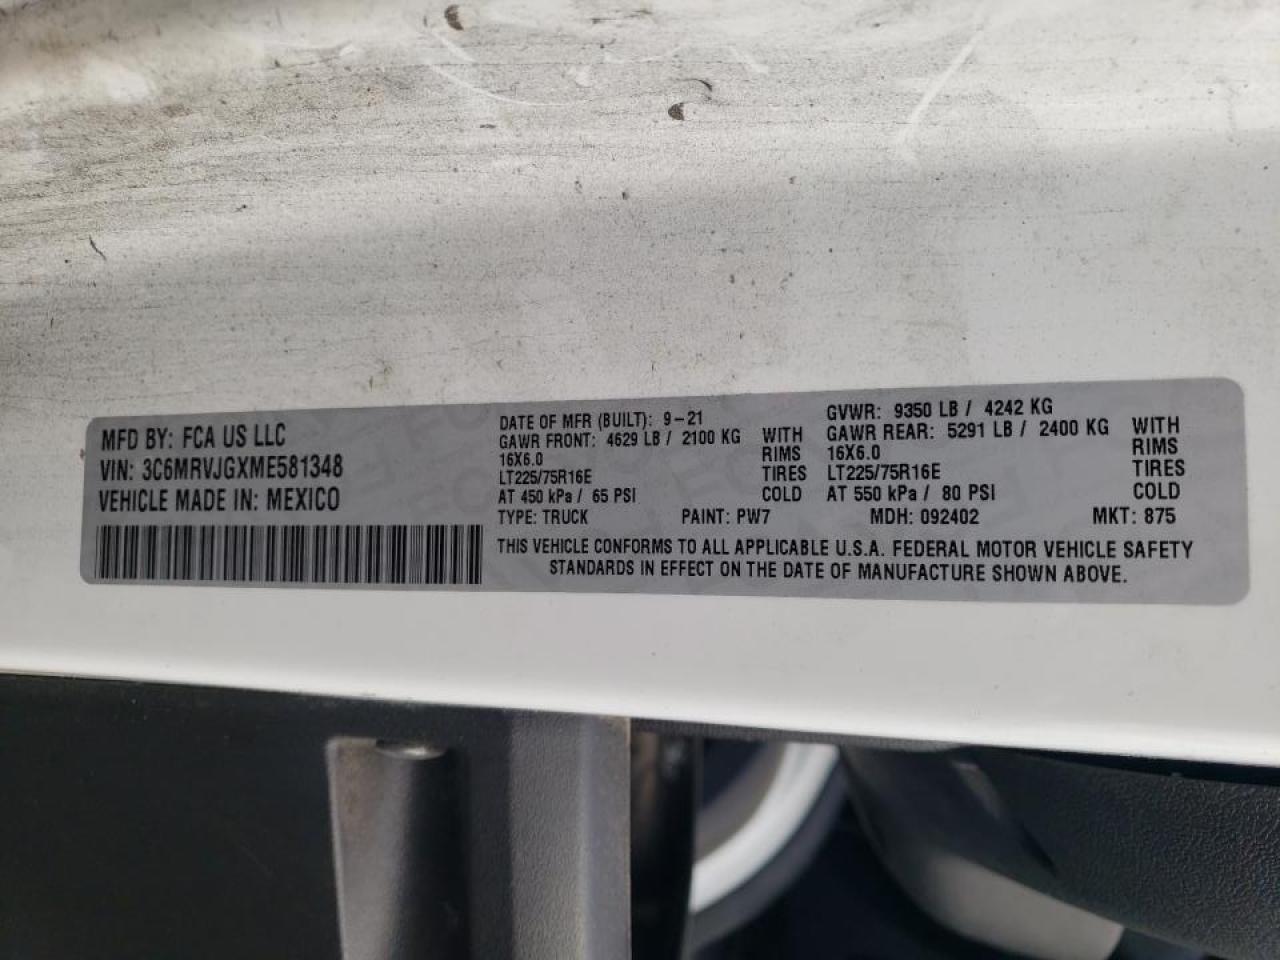 MFD BY: FCA US LLC
VIN: 3C6MRVJGXME581348
VEHICLE MADE IN: MEXICO
DATE OF MFR (BUILT): 9-21
GVWR: 9350 LB / 4242 KG
GAWR FRONT: 4629 LB / 2100 KG WITH
16X6.0 RIMS
LT225/75R16E TIRES
AT 450 kPa / 65 PSI COLD
GAWR REAR: 5291 LB / 2400 KG WITH
16X6.0 RIMS
LT225/75R16E TIRES
AT 550 kPa / 80 PSI COLD
TYPE: TRUCK PAINT: PW7 MDH: 092402 MKT: 875
THIS VEHICLE CONFORMS TO ALL APPLICABLE U.S.A. FEDERAL MOTOR VEHICLE SAFETY
STANDARDS IN EFFECT ON THE DATE OF MANUFACTURE SHOWN ABOVE.